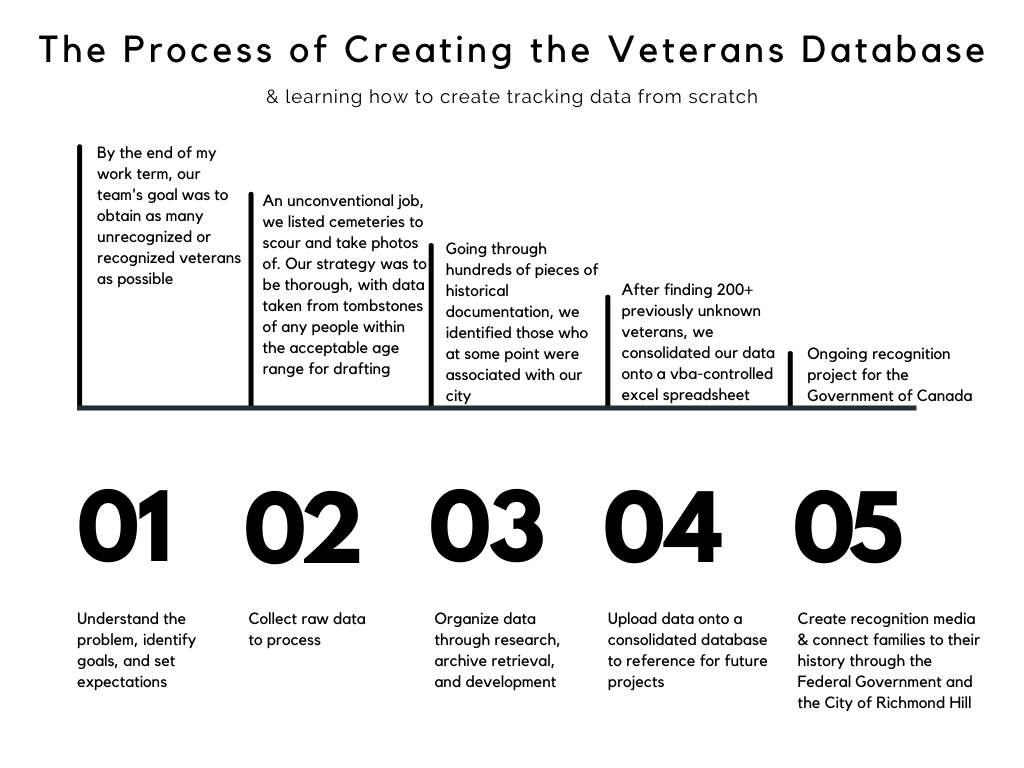 The Process of Creating the Veterans Database
& learning how to create tracking data from scratch
By the end of my
work term, our
team's goal was to
obtain as many
unrecognized or
recognized veterans
as possible
An unconventional job,
we listed cemeteries to
scour and take photos
of. Our strategy was to
be thorough, with data
taken from tombstones
of any people within
the acceptable age
range for drafting
Going through
hundreds of pieces of
historical
documentation, we
identified those who
at some point were
associated with our
city
After finding 200+
previously unknown
veterans, we
consolidated our data
onto a vba-controlled
excel spreadsheet
Ongoing recognition
project for the
Government of Canada
01
02
03
04
05
Understand the
problem, identify
goals, and set
expectations
Collect raw data
to process
Organize data
through research,
archive retrieval,
and development
Upload data onto a
consolidated database
to reference for future
projects
Create recognition media
& connect families to their
history through the
Federal Government and
the City of Richmond Hill